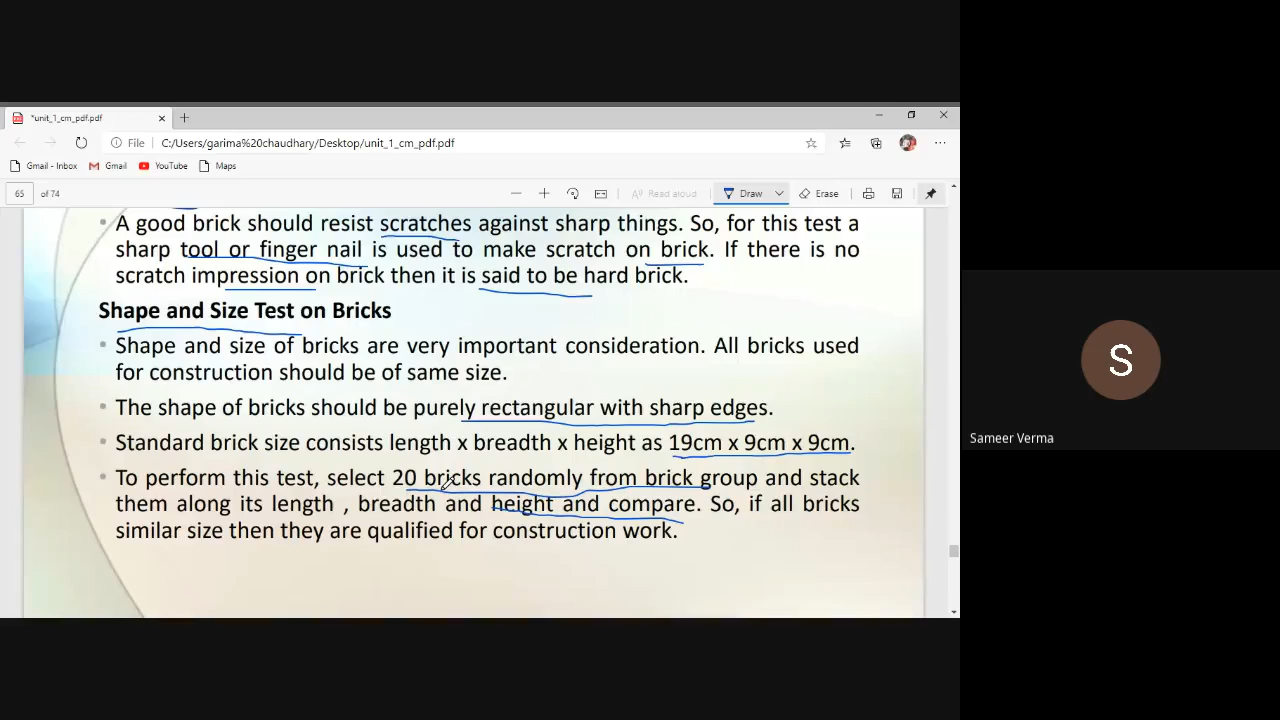 *unit_1_cm_pdf.pdf
File C:/Users/garima%20chaudhary/Desktop/unit_1_cm_pdf.pdf
Gmail - Inbox Gmail YouTube Maps
65 of 74 Read aloud Draw Erase
• A good brick should resist scratches against sharp things. So, for this test a
sharp tool or finger nail is used to make scratch on brick. If there is no
scratch impression on brick then it is said to be hard brick.
Shape and Size Test on Bricks
• Shape and size of bricks are very important consideration. All bricks used
for construction should be of same size.
• The shape of bricks should be purely rectangular with sharp edges.
• Standard brick size consists length x breadth x height as 19cm x 9cm x 9cm.
• To perform this test, select 20 bricks randomly from brick group and stack
them along its length , breadth and height and compare. So, if all bricks
similar size then they are qualified for construction work.
S
Sameer Verma